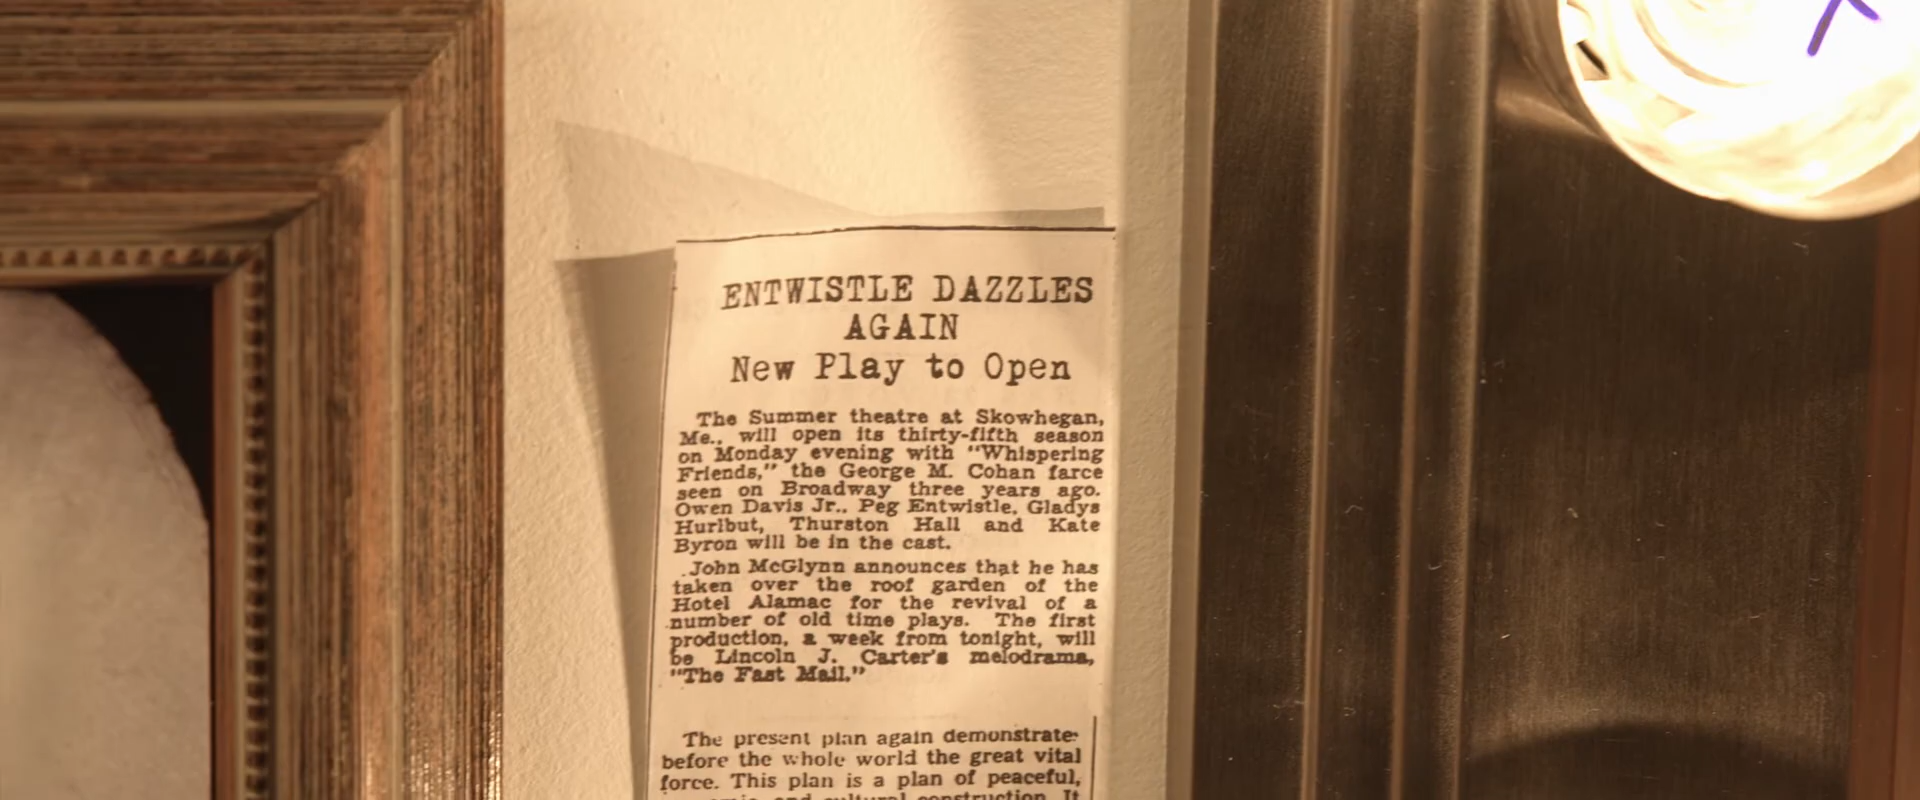 ENTWISTLE DAZZLES
AGAIN
New Play to Open
The Summer theatre at Skowhegan,
Me., will open its thirty-fifth season
on Monday evening with "Whispering
Friends," the George M. Cohan farce
seen on Broadway three years ago.
Owen Davis Jr., Peg Entwistle, Gladys
Hurlbut, Thurston Hall and Kate
Byron will be in the cast.
John McGlynn announces that he has
taken over the roof garden of the
Hotel Alamac for the revival of a
number of old time plays. The first
production, a week from tonight, will
be Lincoln J. Carter's melodrama,
"The Fast Mail."
The present plan again demonstrates
before the whole world the great vital
force. This plan is a plan of peaceful,
and cultural construction. It